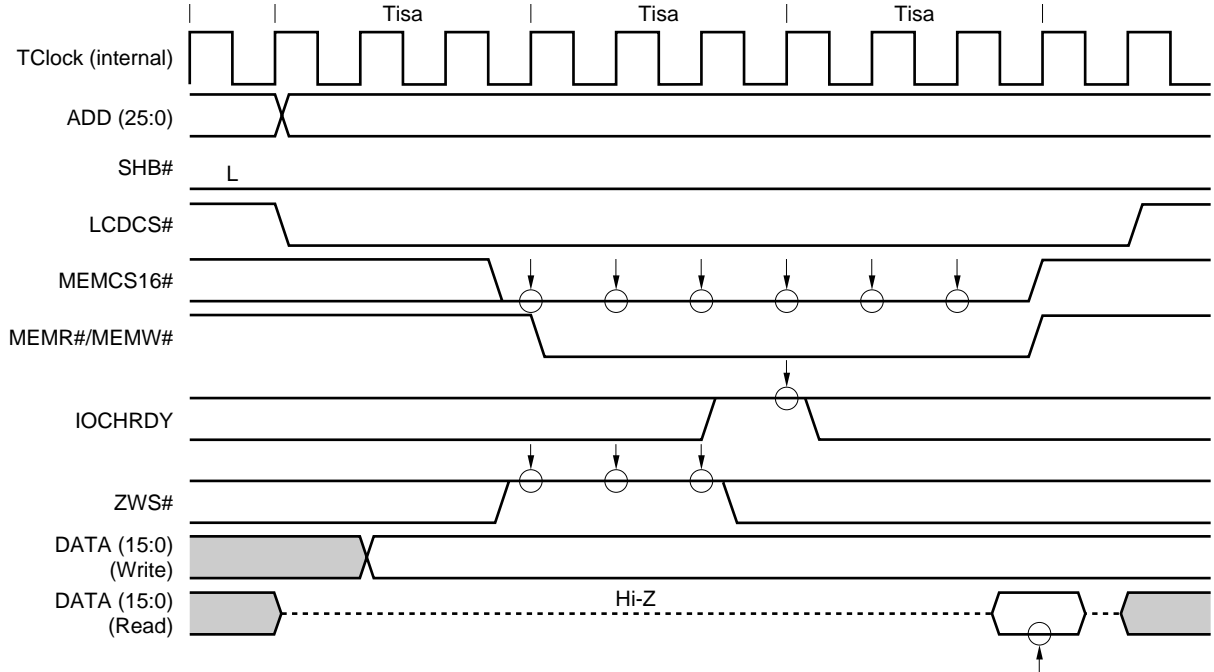 Tisa Tisa Tisa
TClock (internal)
ADD (25:0)
SHB#
L
LCDCS#
MEMCS16#
MEMR#/MEMW#
IOCHRDY
ZWS#
DATA (15:0)
(Write)
DATA (15:0)
(Read)
Hi-Z